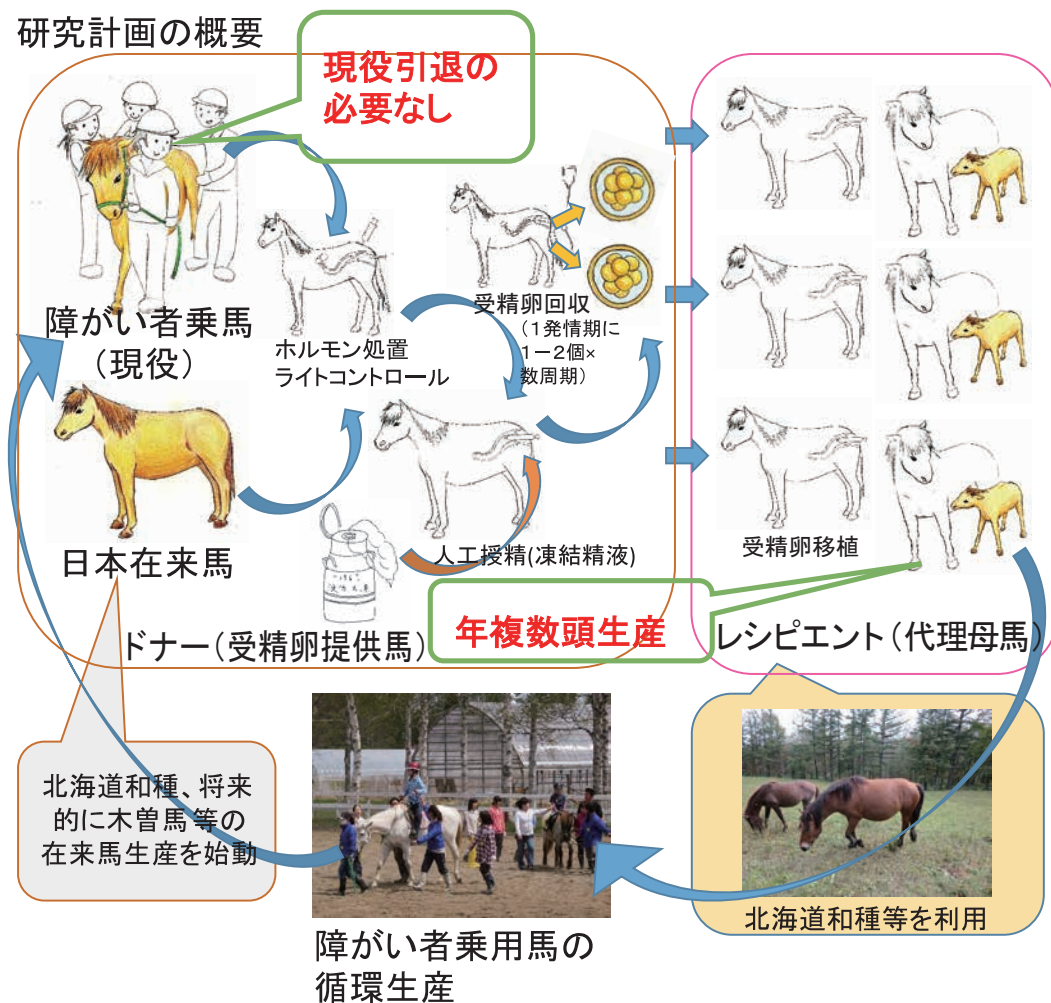 研究計画の概要
現役引退の
必要なし
障がい者乗馬
（現役）
ホルモン処置
ライトコントロール
受精卵回収
（1発情期に
1－2個×
数周期）
日本在来馬
人工授精(凍結精液)
受精卵移植
ドナー（受精卵提供馬）
年複数頭生産
レシピエント（代理母馬）
北海道和種、将来
的に木曽馬等の
在来馬生産を始動
障がい者乗用馬の
循環生産
北海道和種等を利用